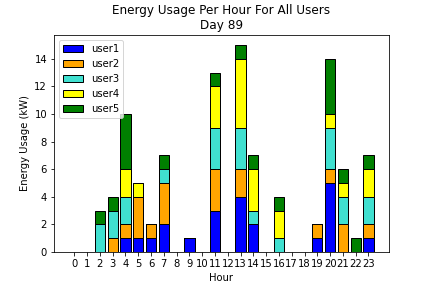 Energy Usage Per Hour For All Users
Day 89
user1
user2
user3
user4
user5
Energy Usage (kW)
14
12
10
8
6
4
2
0
0 1 2 3 4 5 6 7 8 9 10 11 12 13 14 15 16 17 18 19 20 21 22 23
Hour